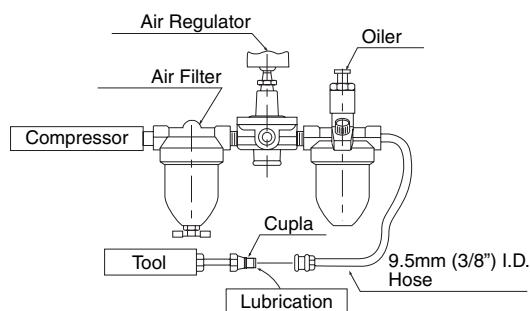 Air Regulator
Oiler
Air Filter
Compressor
Cupla
Tool
9.5mm (3/8”) I.D.
Hose
Lubrication